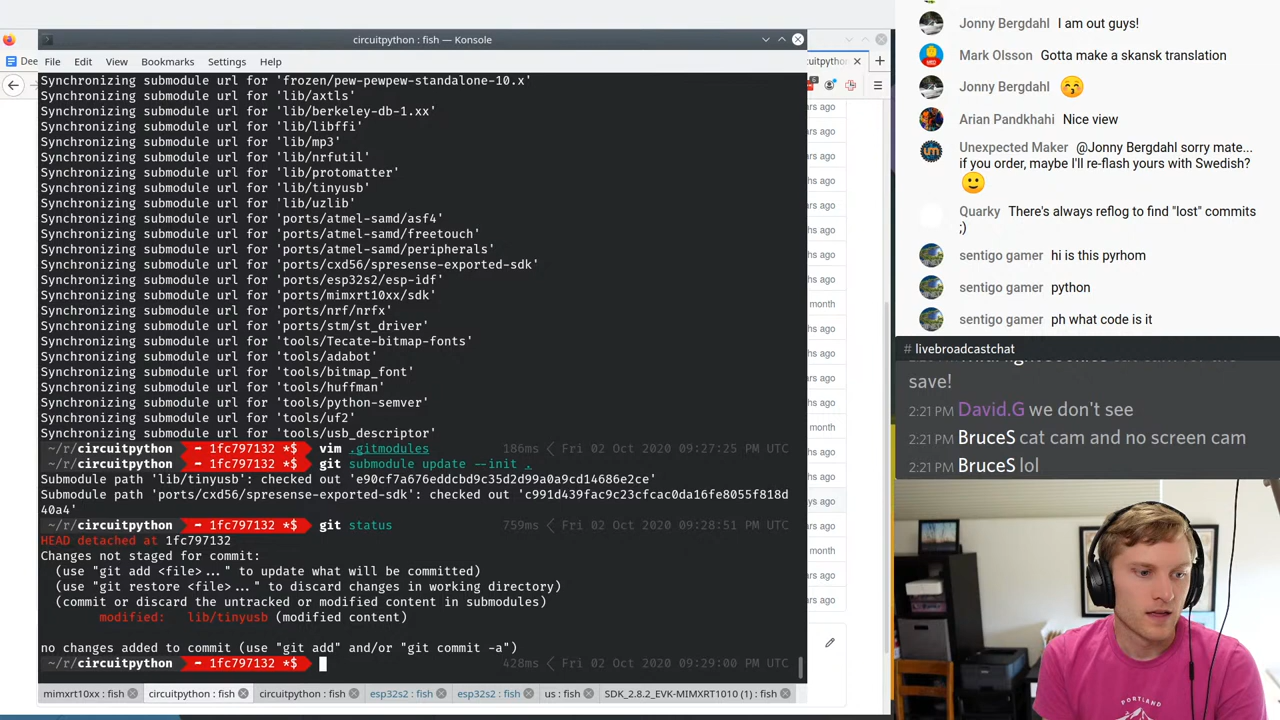 circuitpython : fish — Konsole
File Edit View Bookmarks Settings Help
Synchronizing submodule url for 'frozen/pew-pewpew-standalone-10.x'
Synchronizing submodule url for 'lib/axtls'
Synchronizing submodule url for 'lib/berkeley-db-1.xx'
Synchronizing submodule url for 'lib/libffi'
Synchronizing submodule url for 'lib/mp3'
Synchronizing submodule url for 'lib/nrfutil'
Synchronizing submodule url for 'lib/protomatter'
Synchronizing submodule url for 'lib/tinyusb'
Synchronizing submodule url for 'lib/uzlib'
Synchronizing submodule url for 'ports/atmel-samd/asf4'
Synchronizing submodule url for 'ports/atmel-samd/freetouch'
Synchronizing submodule url for 'ports/atmel-samd/peripherals'
Synchronizing submodule url for 'ports/cxd56/spresense-exported-sdk'
Synchronizing submodule url for 'ports/esp32s2/esp-idf'
Synchronizing submodule url for 'ports/mimxrt10xx/sdk'
Synchronizing submodule url for 'ports/nrf/nrfx'
Synchronizing submodule url for 'ports/stm/st_driver'
Synchronizing submodule url for 'tools/Tecate-bitmap-fonts'
Synchronizing submodule url for 'tools/adabot'
Synchronizing submodule url for 'tools/bitmap_font'
Synchronizing submodule url for 'tools/huffman'
Synchronizing submodule url for 'tools/python-semver'
Synchronizing submodule url for 'tools/uf2'
Synchronizing submodule url for 'tools/usb_descriptor'
~/r/circuitpython 1fc797132 *$ vim .gitmodules 186ms Fri 02 Oct 2020 09:27:25 PM UTC
~/r/circuitpython 1fc797132 *$ git submodule update --init .
Submodule path 'lib/tinyusb': checked out 'e90cf7a676eddcbd9c35d2d99a0a9cd14686e2ce'
Submodule path 'ports/cxd56/spresense-exported-sdk': checked out 'c991d439fac9c23cfcac0da16fe8055f818d
40a4'
~/r/circuitpython 1fc797132 *$ git status 759ms Fri 02 Oct 2020 09:28:51 PM UTC
HEAD detached at 1fc797132
Changes not staged for commit:
(use "git add <file>..." to update what will be committed)
(use "git restore <file>..." to discard changes in working directory)
(commit or discard the untracked or modified content in submodules)
modified: lib/tinyusb (modified content)
no changes added to commit (use "git add" and/or "git commit -a")
~/r/circuitpython 1fc797132 *$ 428ms Fri 02 Oct 2020 09:29:00 PM UTC
mimxrt10xx : fish circuitpython : fish circuitpython : fish esp32s2 : fish esp32s2 : fish us : fish SDK_2.8.2_EVK-MIMXRT1010 (1) : fish
Jonny Bergdahl I am out guys!
Mark Olsson Gotta make a skansk translation
Jonny Bergdahl
Arian Pandkhahi Nice view
Unexpected Maker @Jonny Bergdahl sorry mate...
if you order, maybe I'll re-flash yours with Swedish?
Quarky There's always reflog to find "lost" commits
;)
sentigo gamer hi is this pyrhom
sentigo gamer python
sentigo gamer ph what code is it
# livebroadcastchat
save!
2:21 PM David.G we don't see
2:21 PM BruceS cat cam and no screen cam
2:21 PM BruceS lol